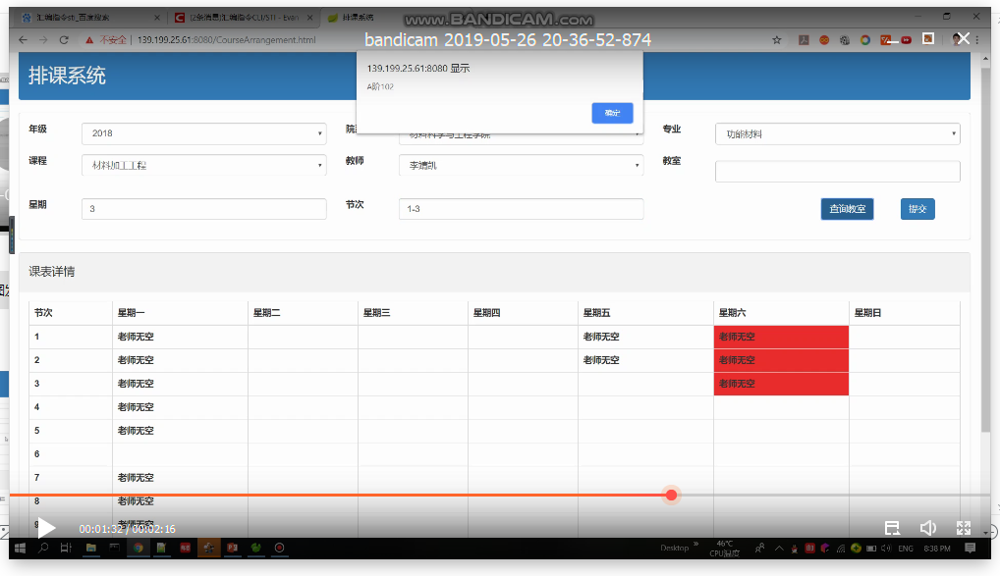 汇编指令sti_百度搜索
(2条消息)汇编指令CLI/STI - Evan
排课系统
www.BANDICAM.com
不安全
139.199.25.61:8080/CourseArrangement.html
bandicam 2019-05-26 20-36-52-874
排课系统
139.199.25.61:8080 显示
A阶102
确定
年级
2018
院
材料科学与工程学院
专业
功能材料
课程
材料加工工程
教师
李靖凯
教室
星期
3
节次
1-3
查询教室
提交
课表详情
节次 星期一 星期二 星期三 星期四 星期五 星期六 星期日
1 老师无空 老师无空 老师无空
2 老师无空 老师无空 老师无空
3 老师无空 老师无空
4 老师无空
5 老师无空
6
7 老师无空
8 老师无空
9 老师无空
00:01:32 / 00:02:16
Desktop
46°C
CPU温度
ENG
8:38 PM